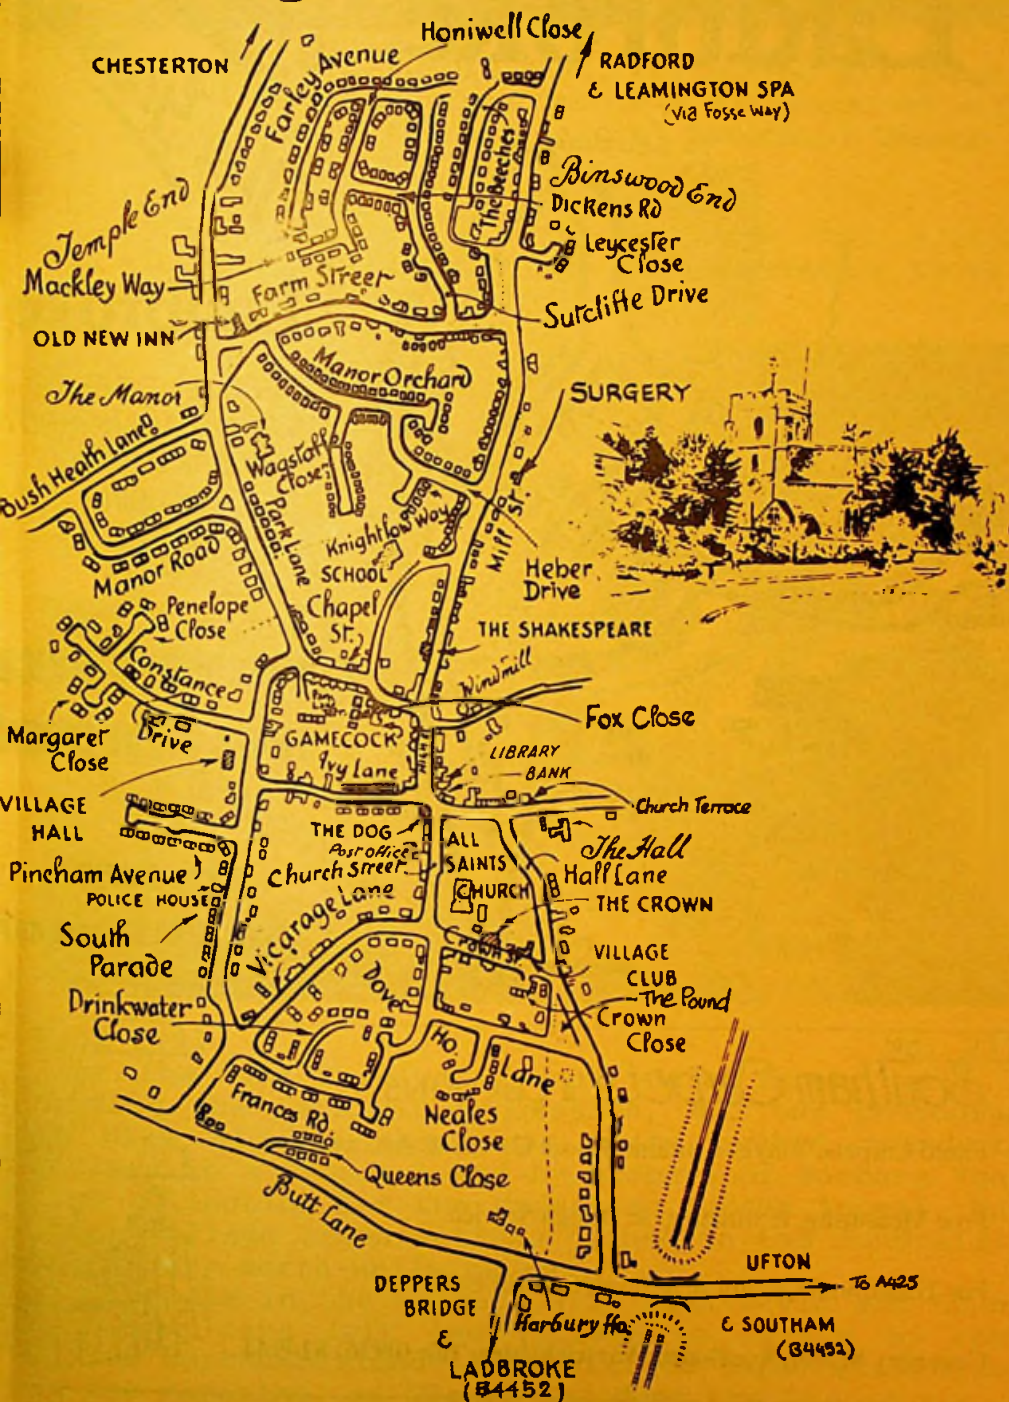 Honiwell Close
CHESTERTON
Farley Avenue
RADFORD
& LEAMINGTON SPA
(via Fosse Way)
The Beeches
Binswood End
Dickens Rd
Temple End
Leycester
Close
Mackley Way
Farm Street
Sutcliffe Drive
OLD NEW INN
Manor Orchard
The Manor
SURGERY
Bush Heath Lane
Wagstaff
Close
Park Lane
Mill St.
Knightlow Way
Manor Road
SCHOOL
Heber
Drive
Penelope
Close
Chapel
St.
THE SHAKESPEARE
Constance
Drive
Windmill
Fox Close
Margaret
Close
GAMECOCK
HIGH
LIBRARY
BANK
Ivy Lane
VILLAGE
HALL
Church Terrace
THE DOG
Post Office
ALL
SAINTS
CHURCH
The Hall
Pincham Avenue
Church Street
Hall Lane
POLICE HOUSE
THE CROWN
Vicarage Lane
South
Parade
Crown St.
VILLAGE
CLUB
Dove
Ho.
Lane
The Pound
Drinkwater
Close
Crown
Close
Frances Rd.
Neales
Close
Queens Close
Butt Lane
UFTON
To A425
DEPPERS
BRIDGE
&
LADBROKE
(B4452)
Harbury Ho.
& SOUTHAM
(B4452)